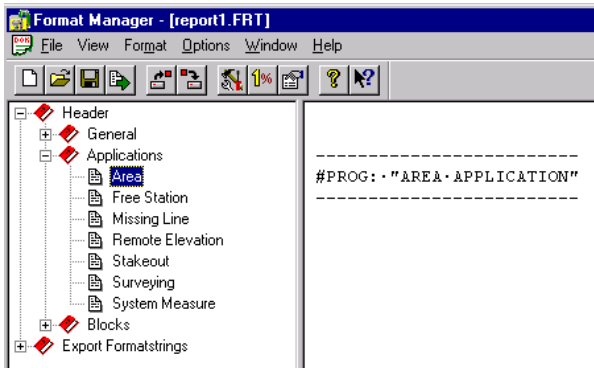 Format Manager - [report1.FRT]
File View Format Options Window Help
Header
General
Applications
Area
Free Station
Missing Line
Remote Elevation
Stakeout
Surveying
System Measure
Blocks
Export Formatstrings
-------------------------
#PROG:·"AREA·APPLICATION"
-------------------------